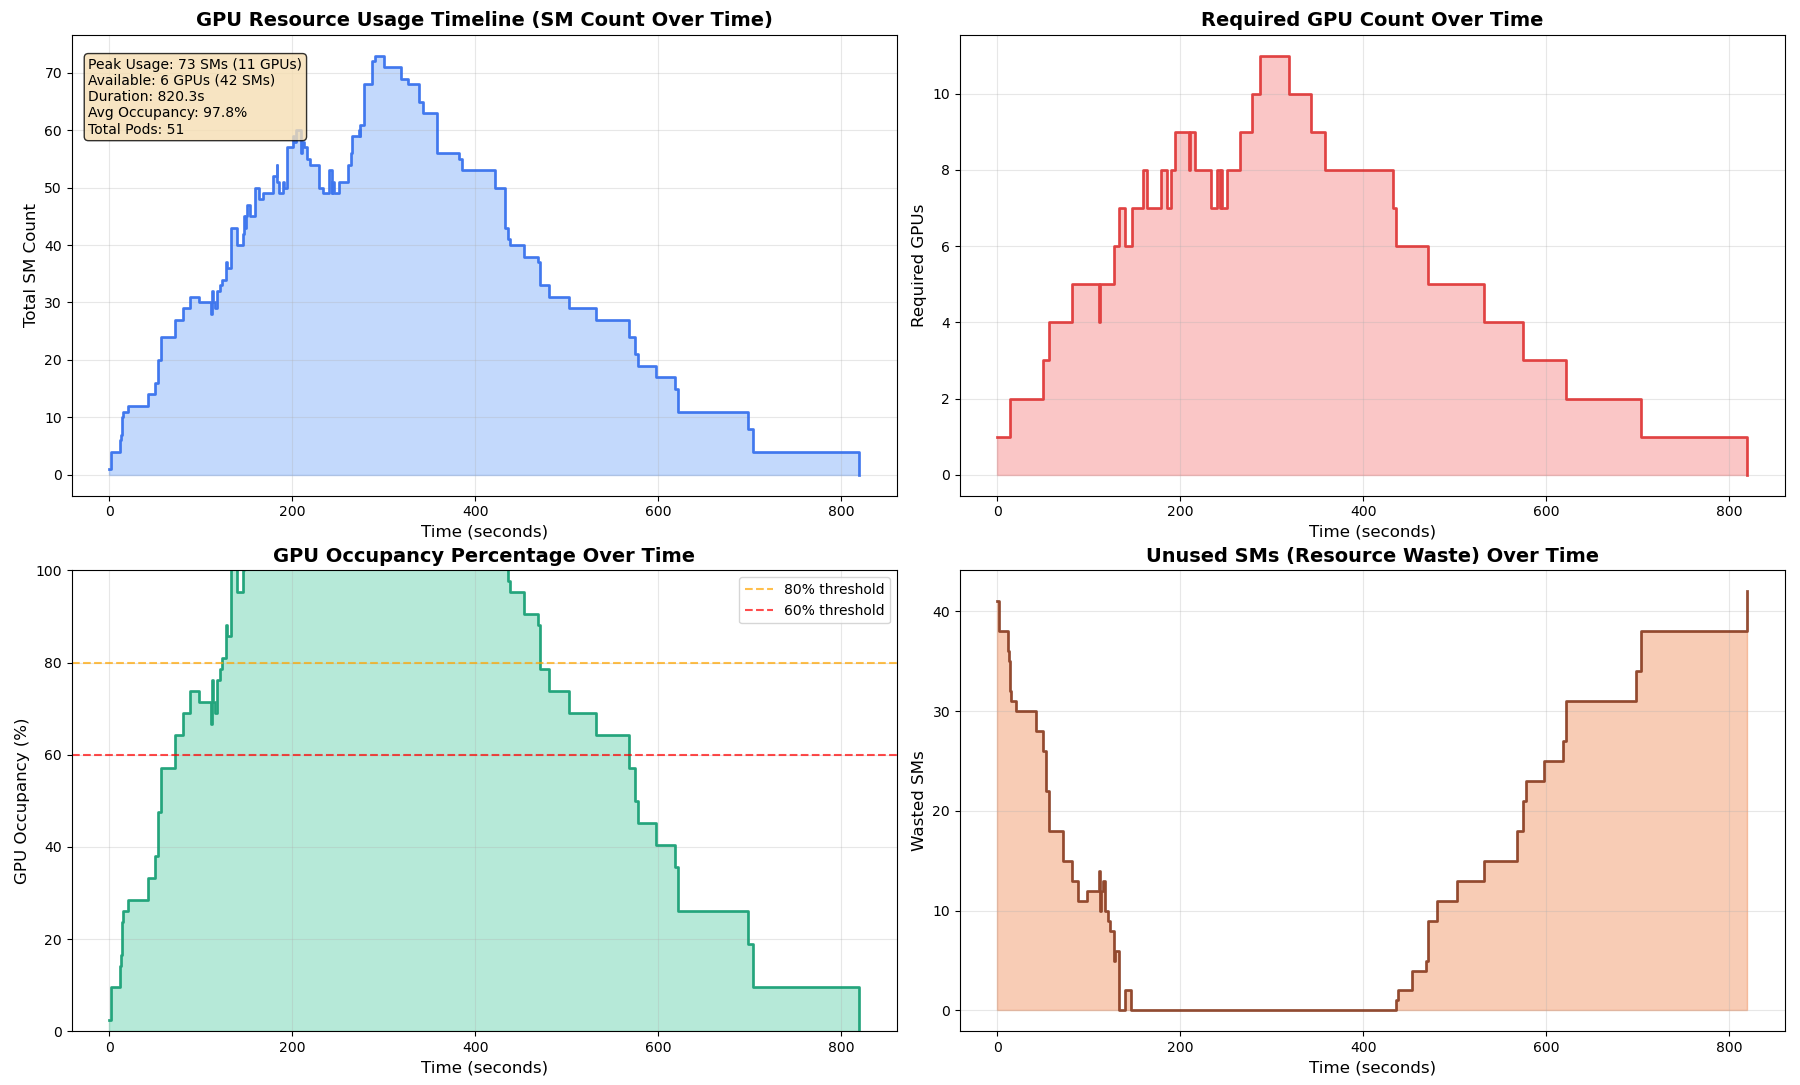 GPU Resource Usage Timeline (SM Count Over Time)
Peak Usage: 73 SMs (11 GPUs)
Available: 6 GPUs (42 SMs)
Duration: 820.3s
Avg Occupancy: 97.8%
Total Pods: 51
Total SM Count
70
60
50
40
30
20
10
0
0 200 400 600 800
Time (seconds)
Required GPU Count Over Time
Required GPUs
10
8
6
4
2
0
0 200 400 600 800
Time (seconds)
GPU Occupancy Percentage Over Time
80% threshold
60% threshold
GPU Occupancy (%)
100
80
60
40
20
0
0 200 400 600 800
Time (seconds)
Unused SMs (Resource Waste) Over Time
Wasted SMs
40
30
20
10
0
0 200 400 600 800
Time (seconds)